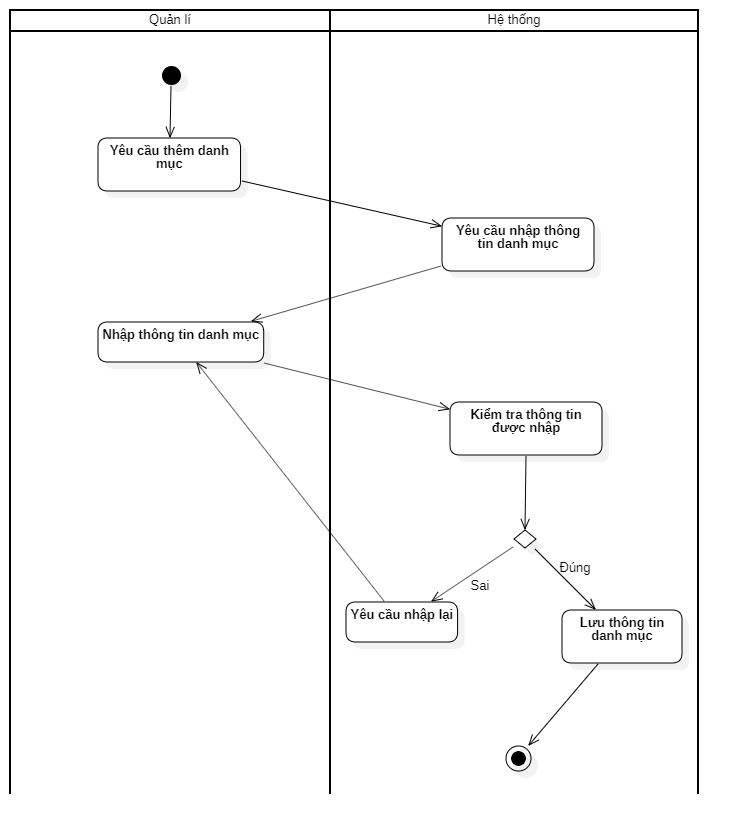 Quản lí
Hệ thống
Yêu cầu thêm danh
mục
Yêu cầu nhập thông
tin danh mục
Nhập thông tin danh mục
Kiểm tra thông tin
được nhập
Đúng
Sai
Yêu cầu nhập lại
Lưu thông tin
danh mục